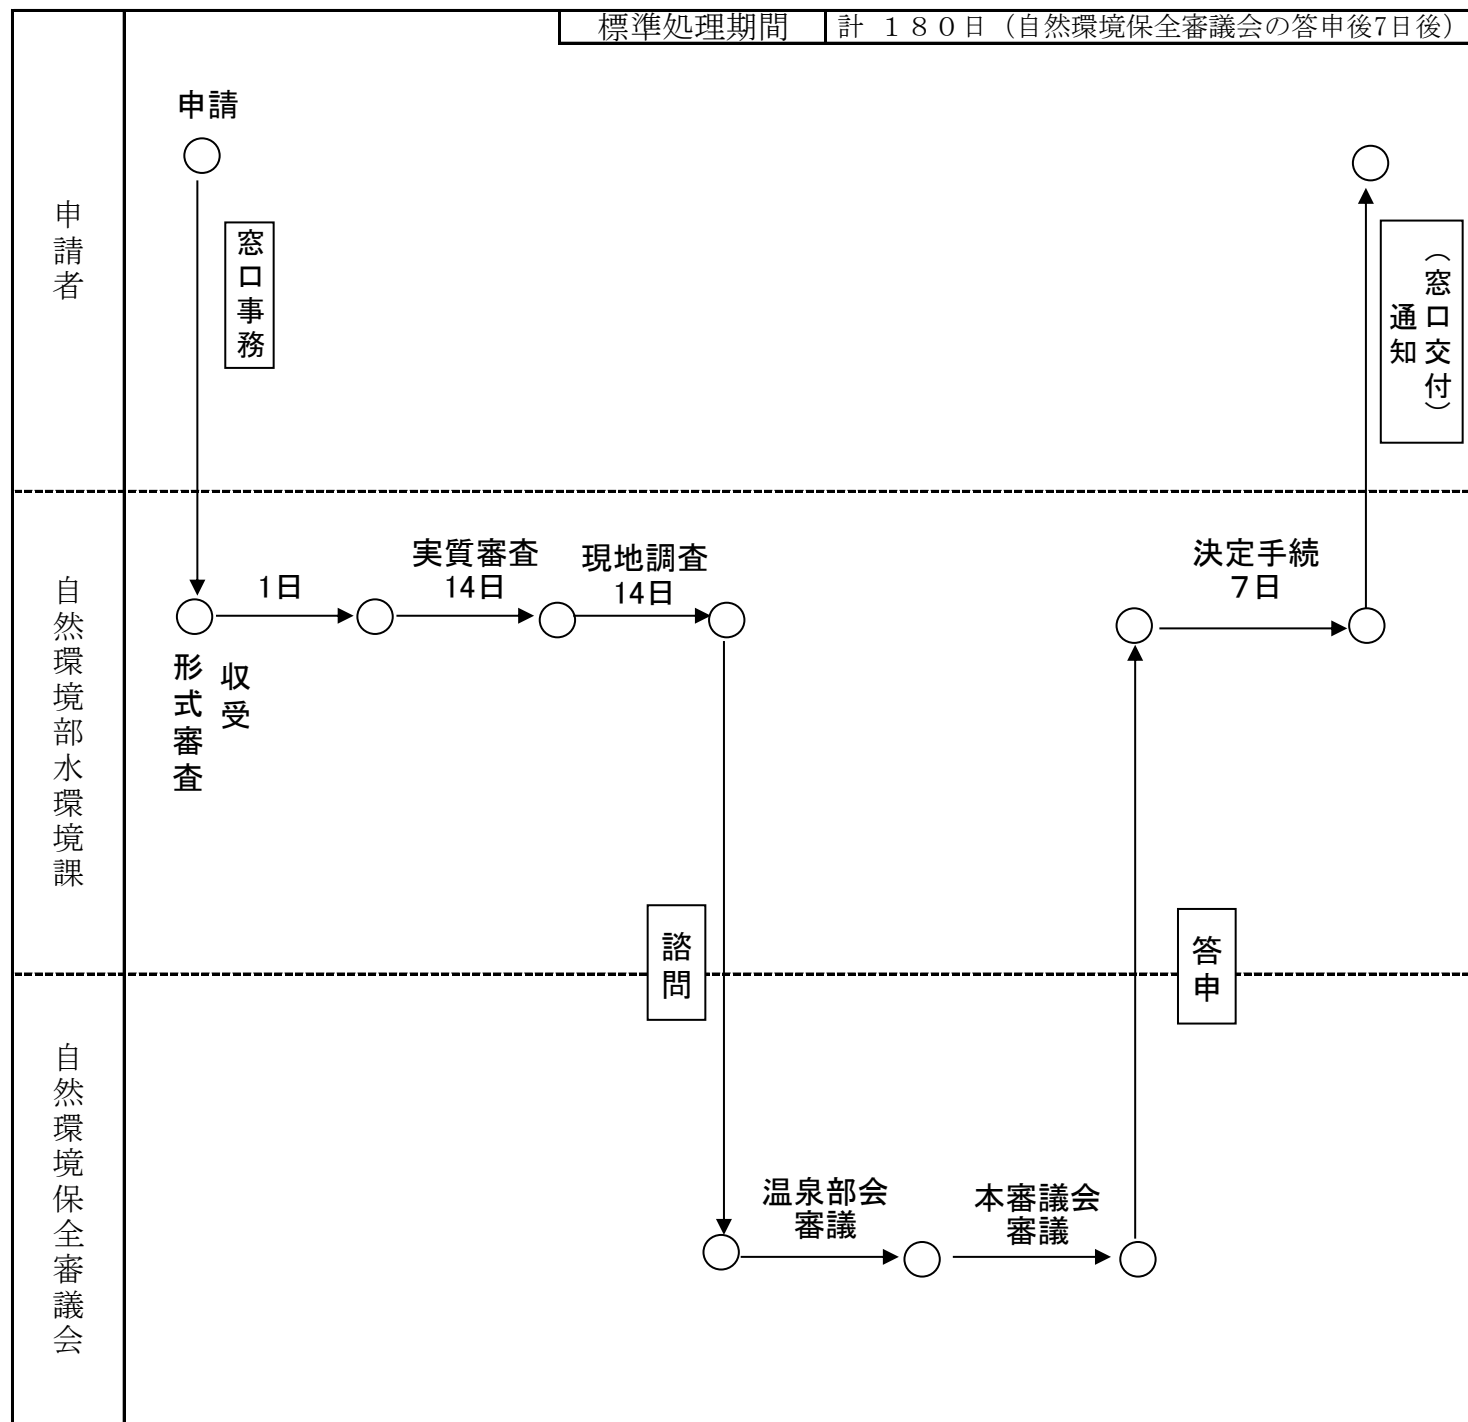 標準処理期間
計 １８０日（自然環境保全審議会の答申後7日後）
申請者
申請
窓口事務
通知
（窓口交付）
自然環境部水環境課
1日
実質審査
14日
現地調査
14日
決定手続
7日
収受
形式審査
諮問
答申
自然環境保全審議会
温泉部会
審議
本審議会
審議